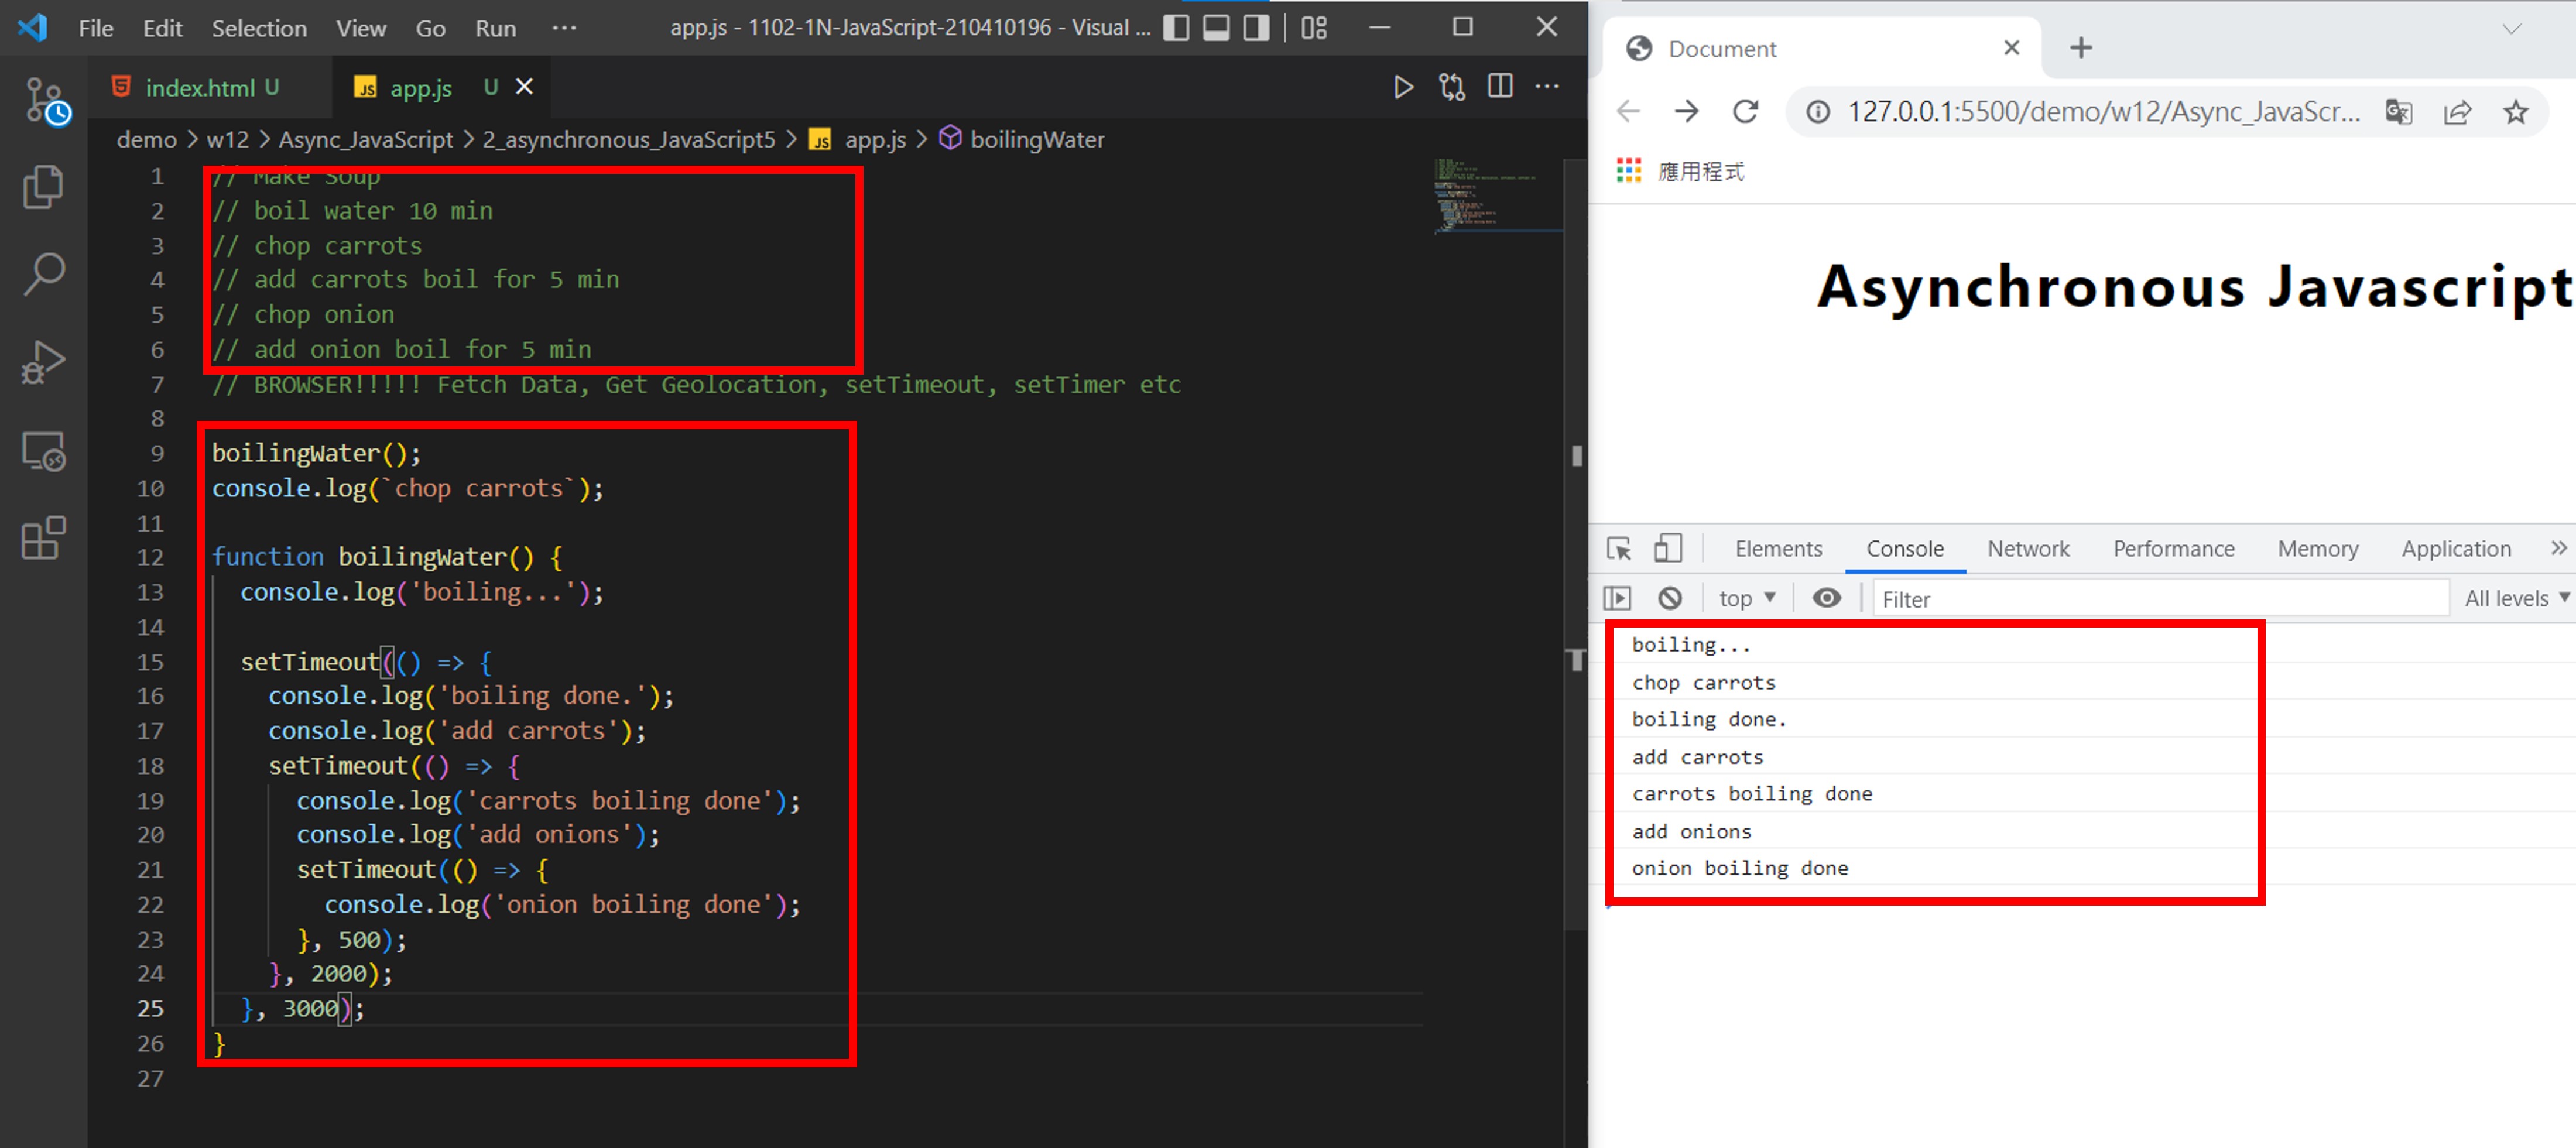 File Edit Selection View Go Run ··· app.js - 1102-1N-JavaScript-210410196 - Visual ...
index.html U app.js U
demo > w12 > Async_JavaScript > 2_asynchronous_JavaScript5 > JS app.js > boilingWater
1 // Make Soup
2 // boil water 10 min
3 // chop carrots
4 // add carrots boil for 5 min
5 // chop onion
6 // add onion boil for 5 min
7 // BROWSER!!!!! Fetch Data, Get Geolocation, setTimeout, setTimer etc
8
9 boilingWater();
10 console.log(`chop carrots`);
11
12 function boilingWater() {
13 console.log('boiling...');
14
15 setTimeout(() => {
16 console.log('boiling done.');
17 console.log('add carrots');
18 setTimeout(() => {
19 console.log('carrots boiling done');
20 console.log('add onions');
21 setTimeout(() => {
22 console.log('onion boiling done');
23 }, 500);
24 }, 2000);
25 }, 3000);
26 }
27
Document
127.0.0.1:5500/demo/w12/Async_JavaScr...
應用程式
Asynchronous Javascript
Elements Console Network Performance Memory Application »
top Filter All levels
boiling...
chop carrots
boiling done.
add carrots
carrots boiling done
add onions
onion boiling done